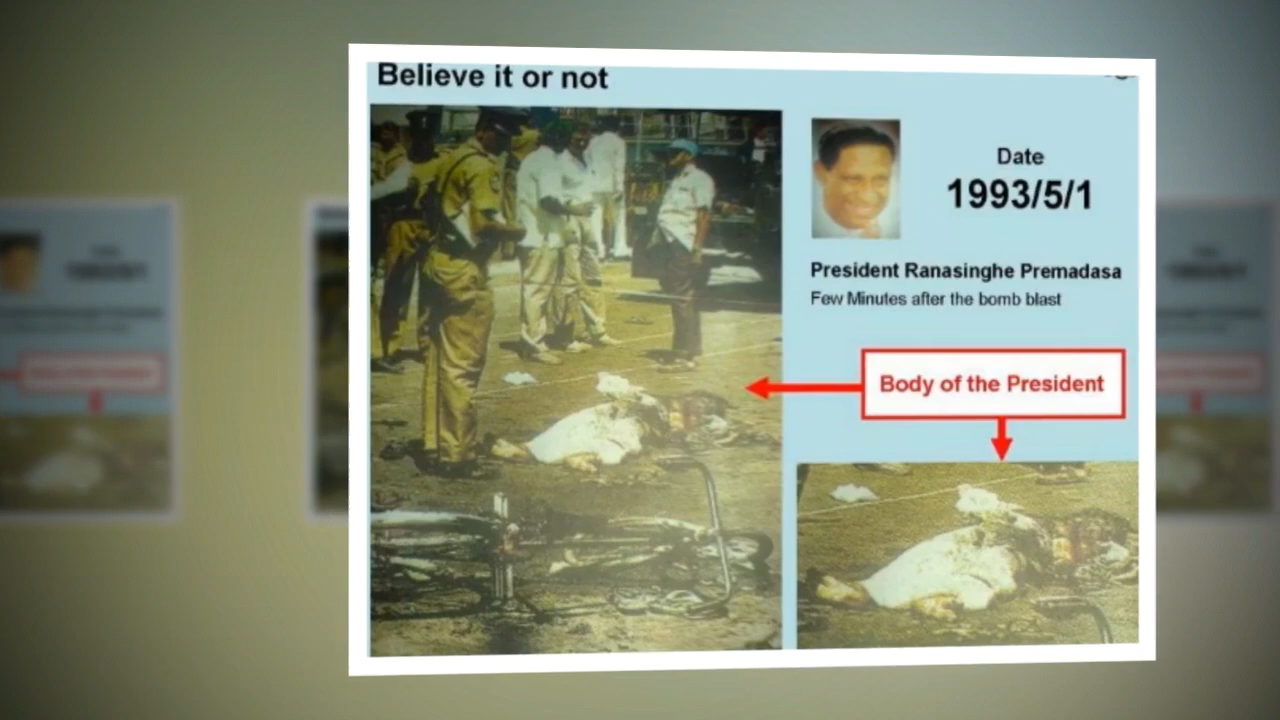 Believe it or not
Date
1993/5/1
President Ranasinghe Premadasa
Few Minutes after the bomb blast
Body of the President